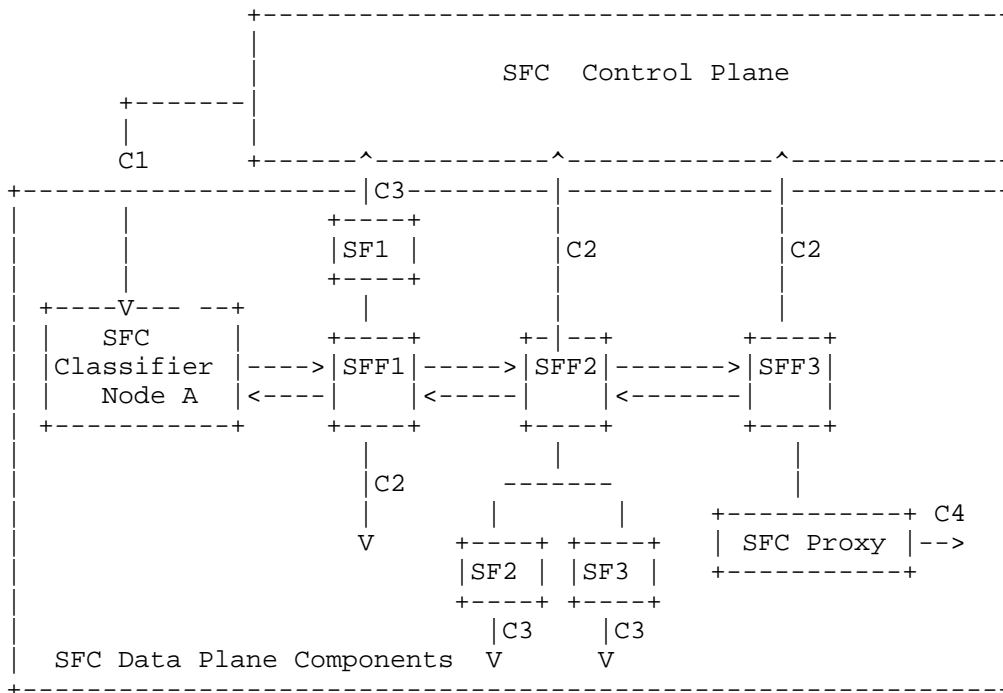 SFC  Control Plane
C1
C3
SF1
C2 C2
SFC
Classifier SFF1 SFF2 SFF3
Node A
C2
C4
SFC Proxy
SF2 SF3
C3 C3
SFC Data Plane Components